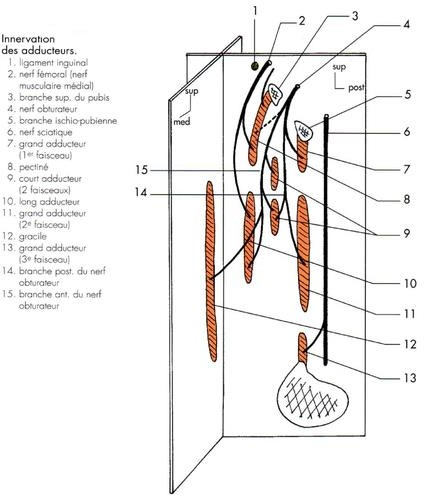 Innervation
des adducteurs.
1. ligament inguinal
2. nerf fémoral (nerf
musculaire médial)
3. branche sup. du pubis
4. nerf obturateur
5. branche ischio-pubienne
6. nerf sciatique
7. grand adducteur
(1er faisceau)
8. pectiné
9. court adducteur
(2 faisceaux)
10. long adducteur
11. grand adducteur
(2e faisceau)
12. gracile
13. grand adducteur
(3e faisceau)
14. branche post. du nerf
obturateur
15. branche ant. du nerf
obturateur
1
2
3
4
sup
med
sup
post
5
6
7
15
8
14
9
10
11
12
13